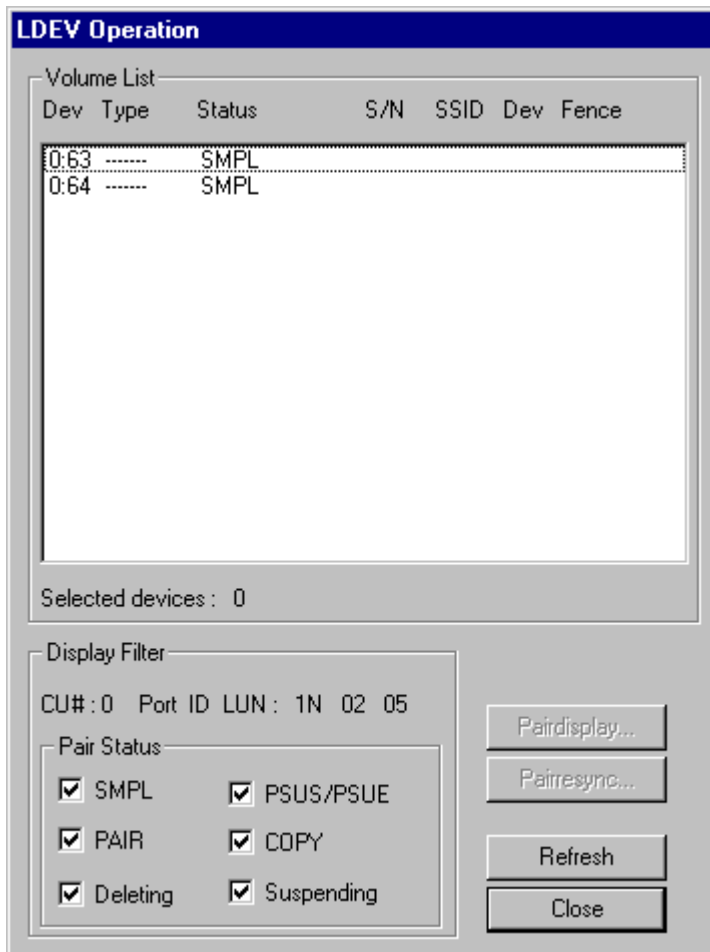 LDEV Operation
Volume List
Dev Type Status S/N SSID Dev Fence
0:63 ------- SMPL
0:64 ------- SMPL
Selected devices : 0
Display Filter
CU# : 0 Port ID LUN : 1N 02 05
Pair Status
SMPL PSUS/PSUE
PAIR COPY
Deleting Suspending
Pairdisplay...
Pairresync...
Refresh
Close